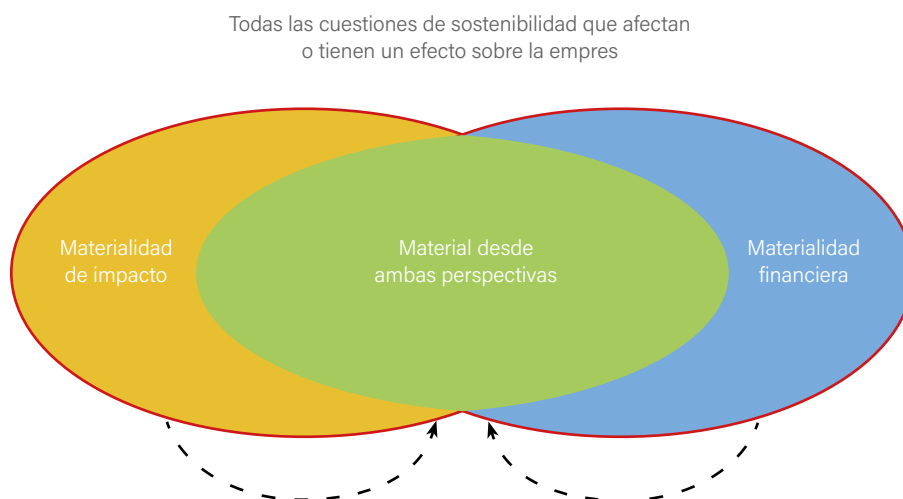 Todas las cuestiones de sostenibilidad que afectan
o tienen un efecto sobre la empres
Materialidad
de impacto
Material desde
ambas perspectivas
Materialidad
financiera